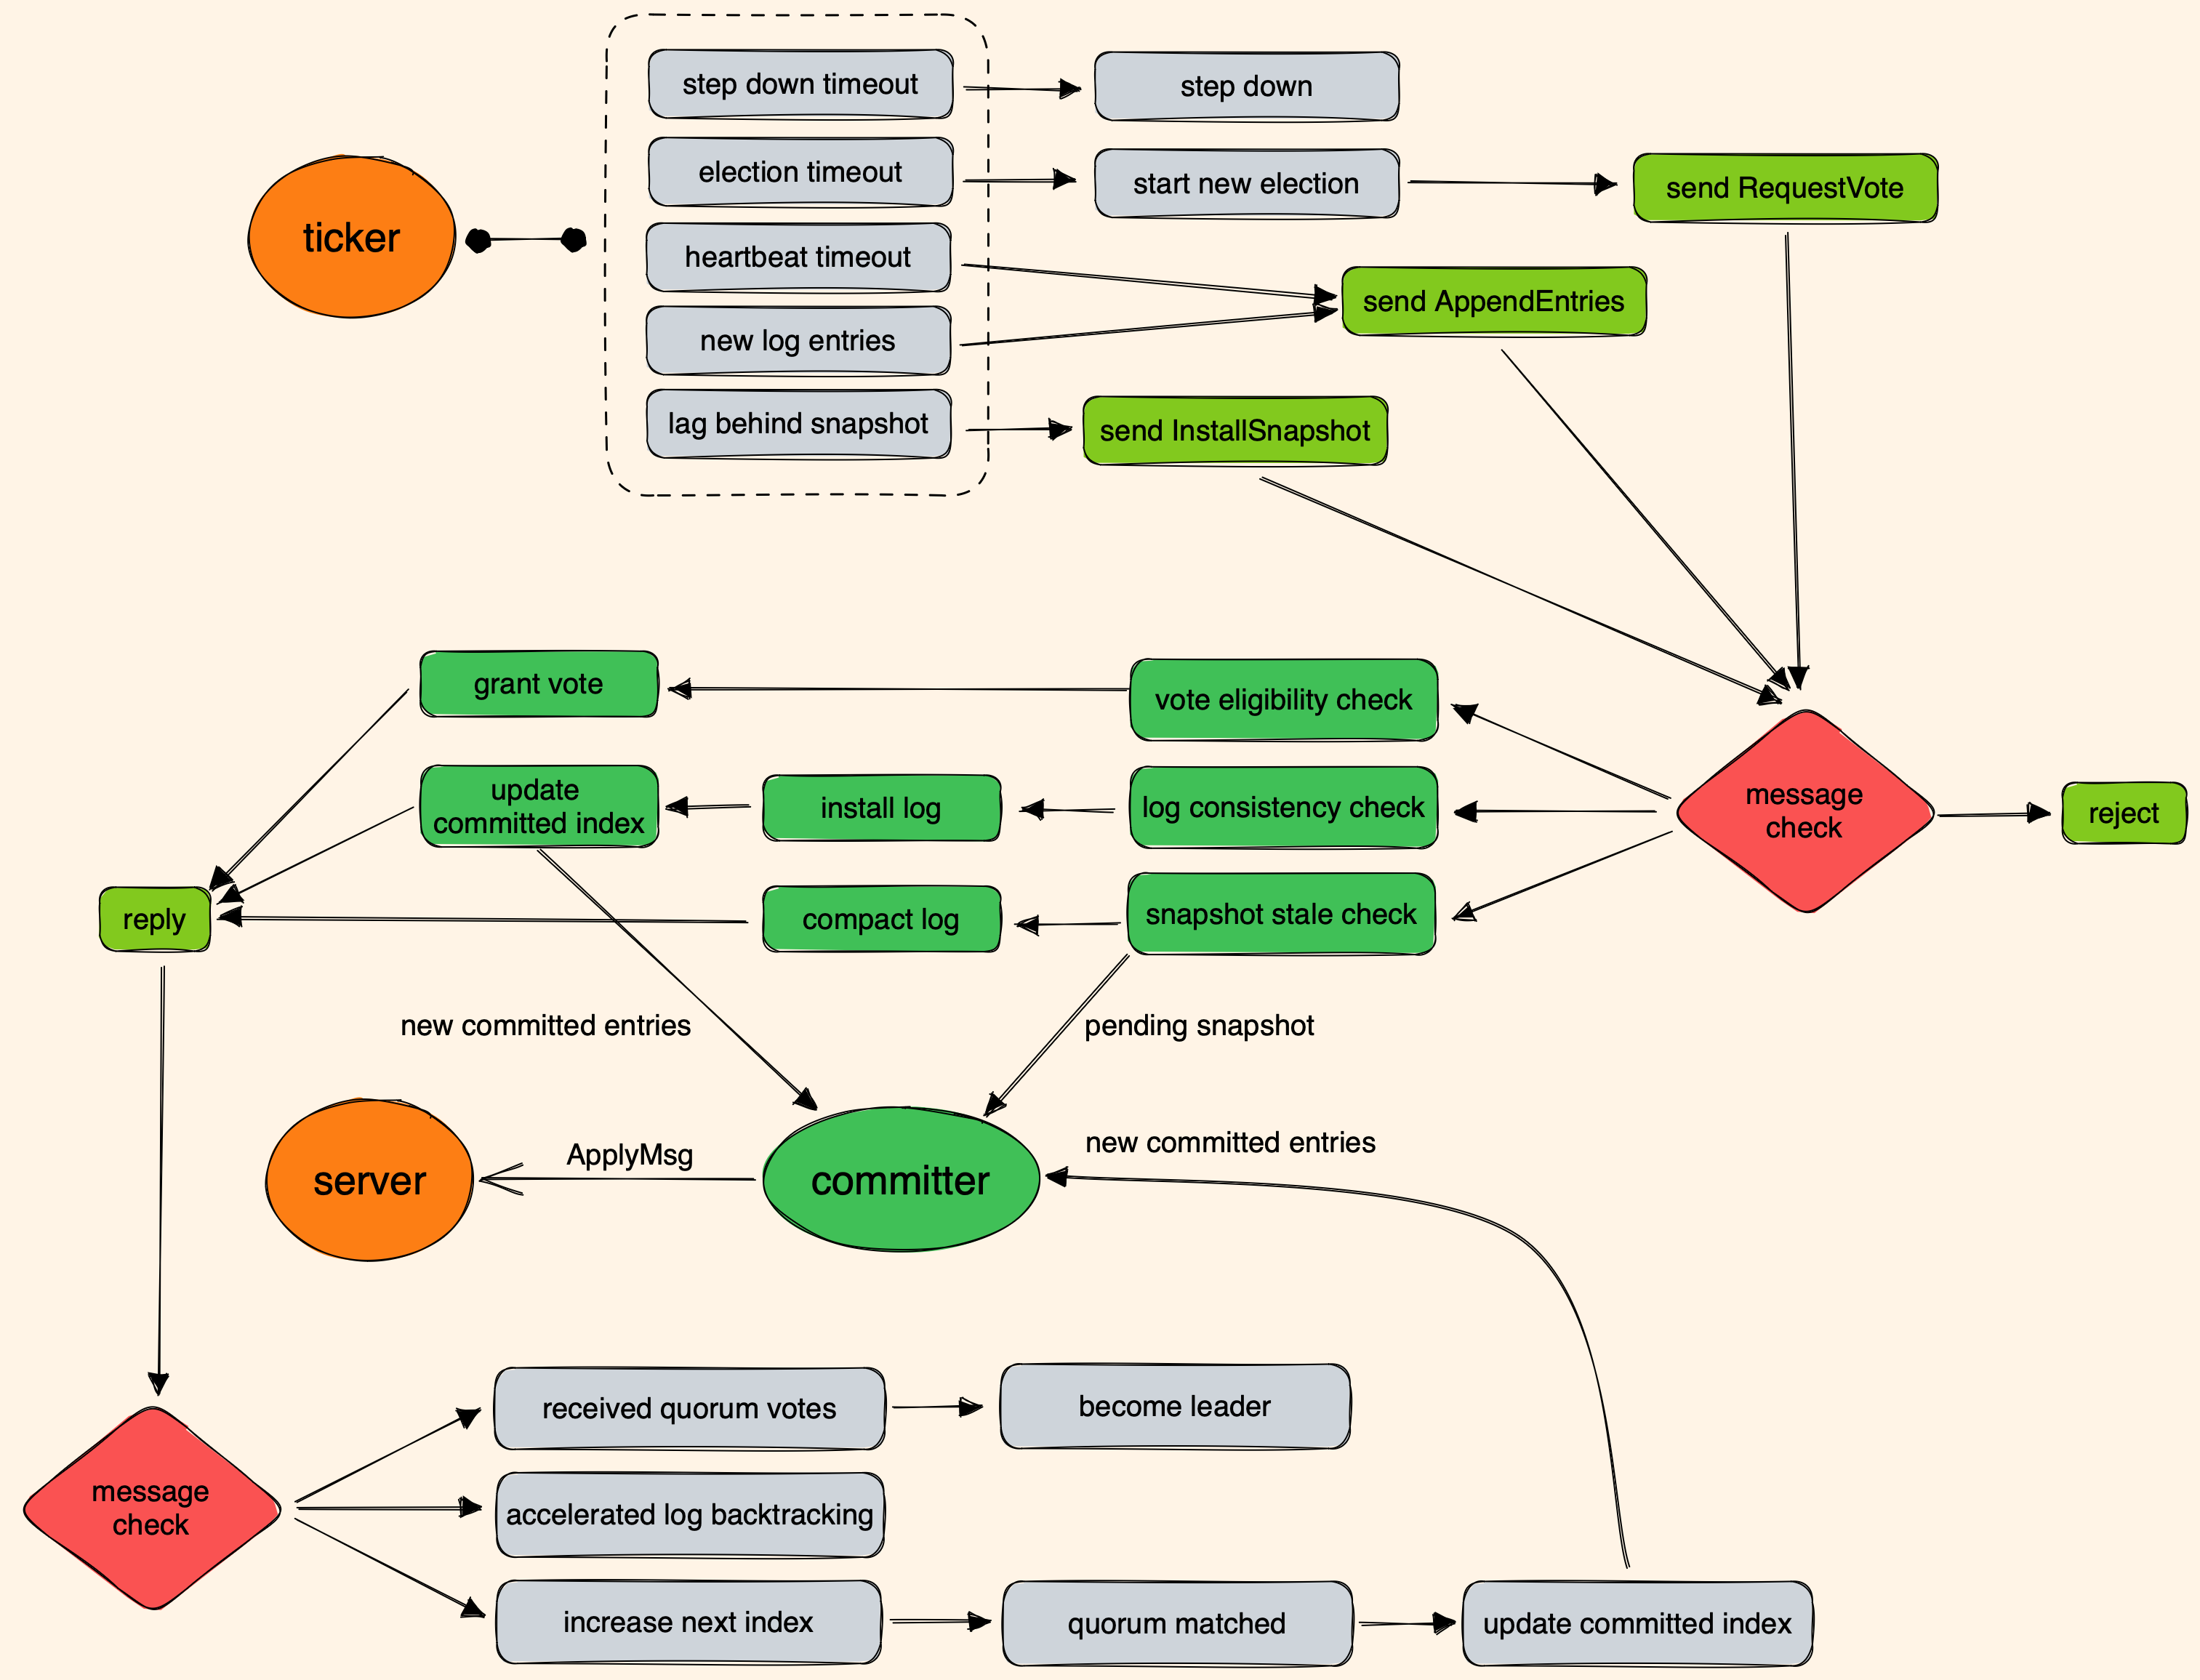 step down timeout
step down
election timeout
start new election
send RequestVote
ticker
heartbeat timeout
send AppendEntries
new log entries
lag behind snapshot
send InstallSnapshot
grant vote
vote eligibility check
update
committed index
install log
log consistency check
message
check
reject
reply
compact log
snapshot stale check
new committed entries
pending snapshot
server
ApplyMsg
committer
new committed entries
message
check
received quorum votes
become leader
accelerated log backtracking
increase next index
quorum matched
update committed index